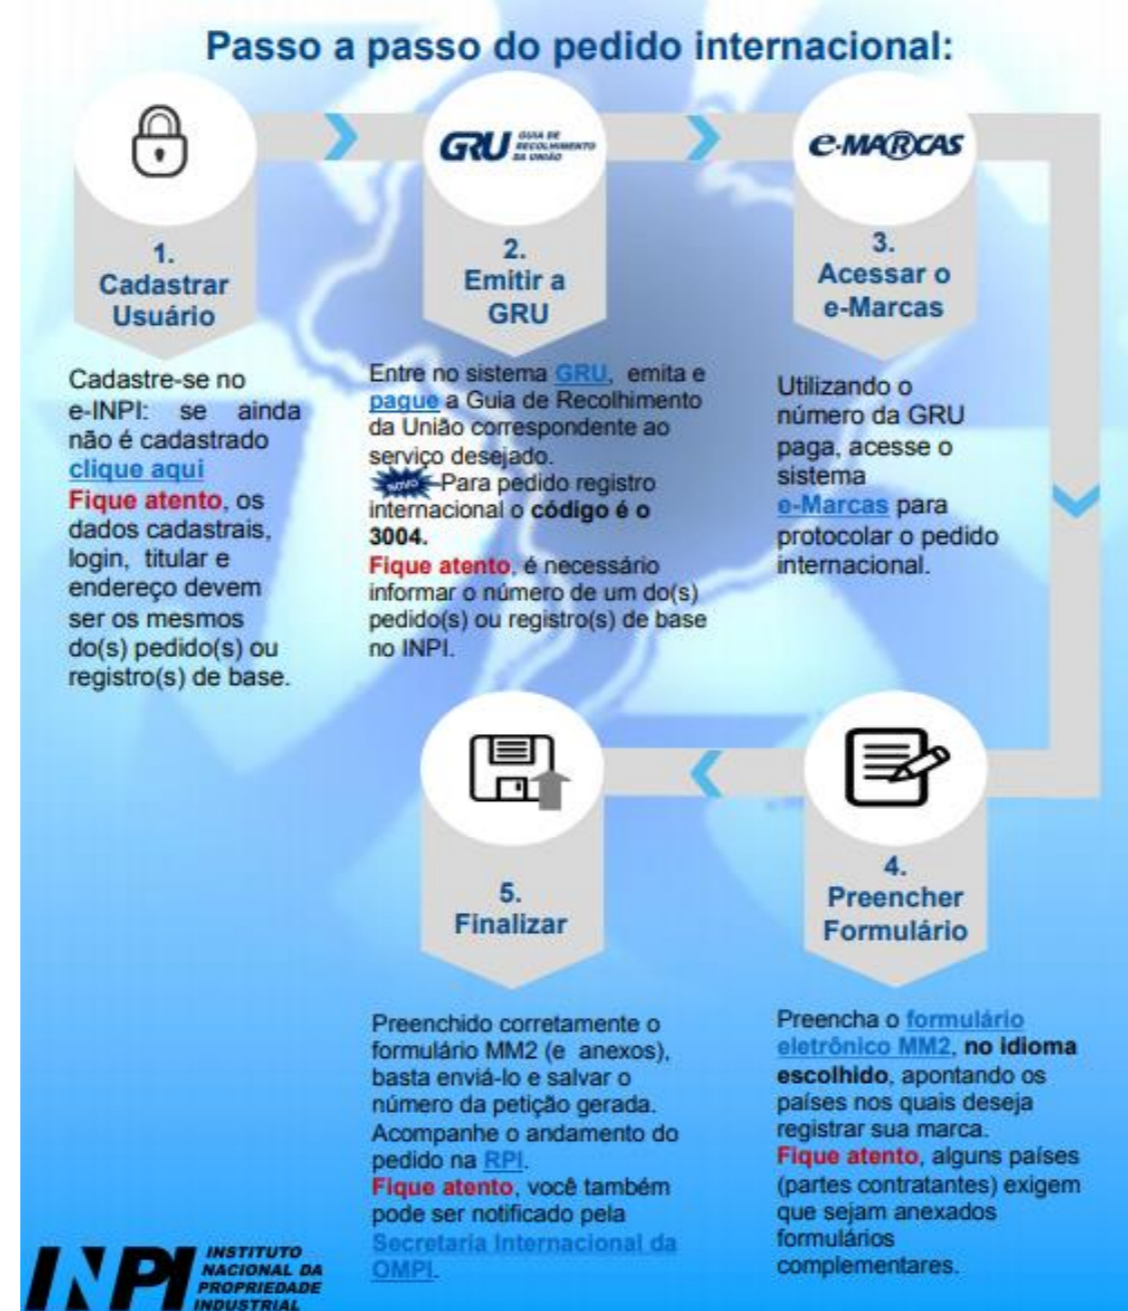 Passo a passo do pedido internacional:
GRU GUIA DE
RECOLHIMENTO
DA UNIÃO
e-MARCAS
1.
Cadastrar
Usuário
2.
Emitir a
GRU
3.
Acessar o
e-Marcas
Cadastre-se no
e-INPI: se ainda
não é cadastrado
clique aqui
Fique atento, os
dados cadastrais,
login, titular e
endereço devem
ser os mesmos
do(s) pedido(s) ou
registro(s) de base.
Entre no sistema GRU, emita e
pague a Guia de Recolhimento
da União correspondente ao
serviço desejado.
NOVO Para pedido registro
internacional o código é o
3004.
Fique atento, é necessário
informar o número de um do(s)
pedido(s) ou registro(s) de base
no INPI.
Utilizando o
número da GRU
paga, acesse o
sistema
e-Marcas para
protocolar o pedido
internacional.
4.
Preencher
Formulário
Preencha o formulário
eletrônico MM2, no idioma
escolhido, apontando os
países nos quais deseja
registrar sua marca.
Fique atento, alguns países
(partes contratantes) exigem
que sejam anexados
formulários
complementares.
5.
Finalizar
Preenchido corretamente o
formulário MM2 (e anexos),
basta enviá-lo e salvar o
número da petição gerada.
Acompanhe o andamento do
pedido na RPI.
Fique atento, você também
pode ser notificado pela
Secretaria Internacional da
OMPI.
INPI INSTITUTO
NACIONAL DA
PROPRIEDADE
INDUSTRIAL